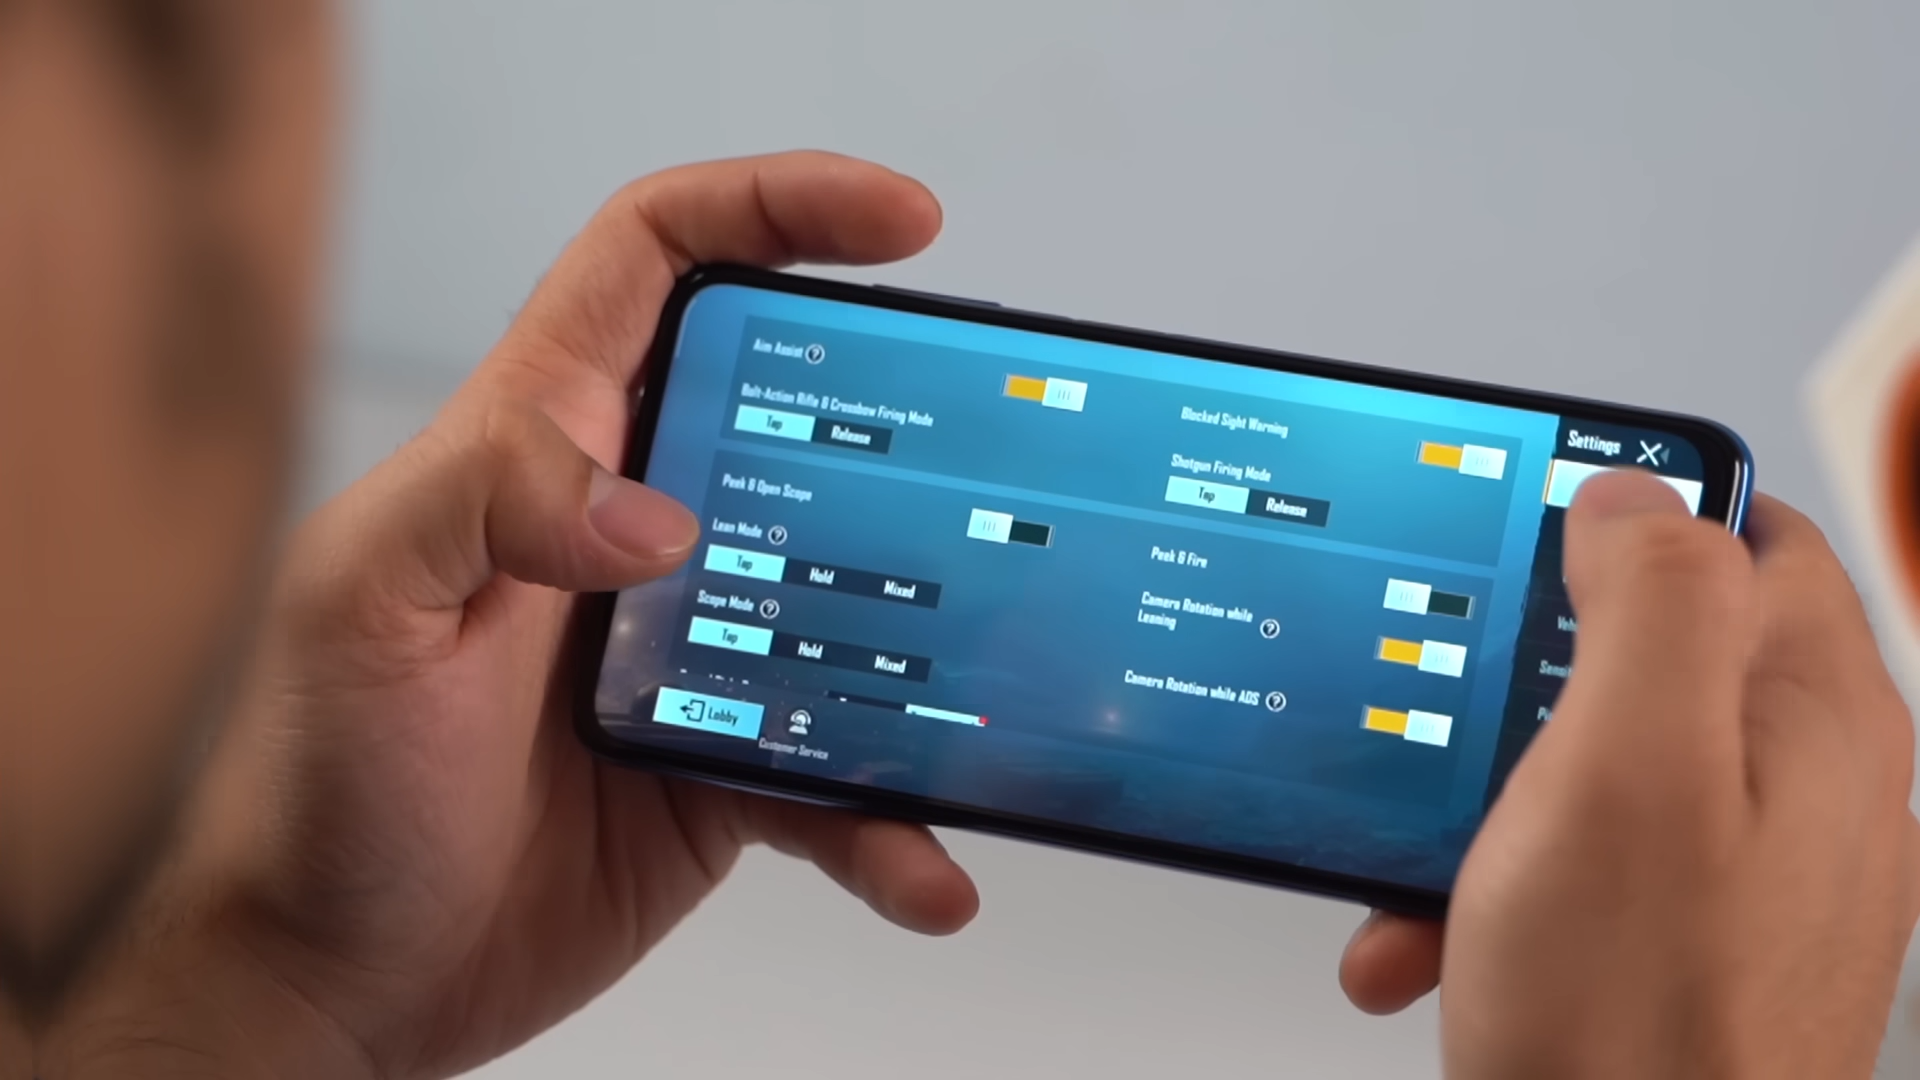 Aim Assist ?
Bolt-Action Rifle & Crossbow Firing Mode
Tap Release
Blocked Sight Warning
Shotgun Firing Mode
Tap Release
Peek & Open Scope
Lean Mode ?
Tap Hold Mixed
Scope Mode ?
Tap Hold Mixed
Peek & Fire
Camera Rotation while
Leaning ?
Camera Rotation while ADS ?
Lobby
Customer Service
Settings